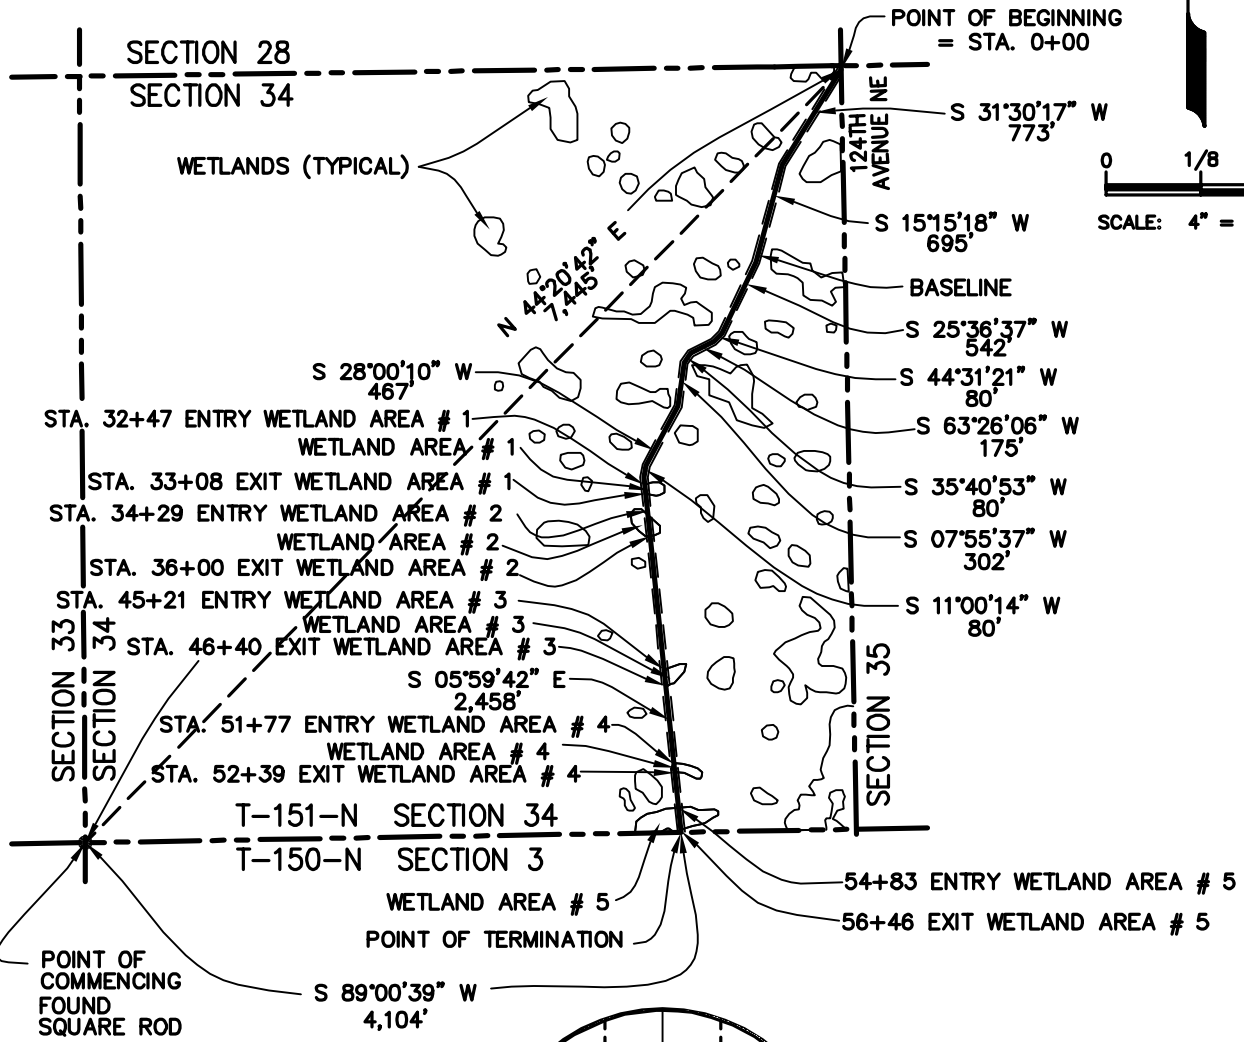 POINT OF BEGINNING
= STA. 0+00
SECTION 28
SECTION 34
124TH
AVENUE NE
S 31°30'17" W
773'
0 1/8
SCALE: 4" =
WETLANDS (TYPICAL)
S 15°15'18" W
695'
N 44°20'42" E
7,445'
BASELINE
S 25°36'37" W
542'
S 28°00'10" W
467'
S 44°31'21" W
80'
STA. 32+47 ENTRY WETLAND AREA # 1
S 63°26'06" W
175'
WETLAND AREA # 1
STA. 33+08 EXIT WETLAND AREA # 1
S 35°40'53" W
80'
STA. 34+29 ENTRY WETLAND AREA # 2
WETLAND AREA # 2
S 07°55'37" W
302'
STA. 36+00 EXIT WETLAND AREA # 2
STA. 45+21 ENTRY WETLAND AREA # 3
S 11°00'14" W
80'
WETLAND AREA # 3
STA. 46+40 EXIT WETLAND AREA # 3
SECTION 33
SECTION 34
SECTION 35
S 05°59'42" E
2,458'
STA. 51+77 ENTRY WETLAND AREA # 4
WETLAND AREA # 4
STA. 52+39 EXIT WETLAND AREA # 4
T-151-N SECTION 34
T-150-N SECTION 3
54+83 ENTRY WETLAND AREA # 5
WETLAND AREA # 5
56+46 EXIT WETLAND AREA # 5
POINT OF TERMINATION
POINT OF
COMMENCING
FOUND
SQUARE ROD
S 89°00'39" W
4,104'